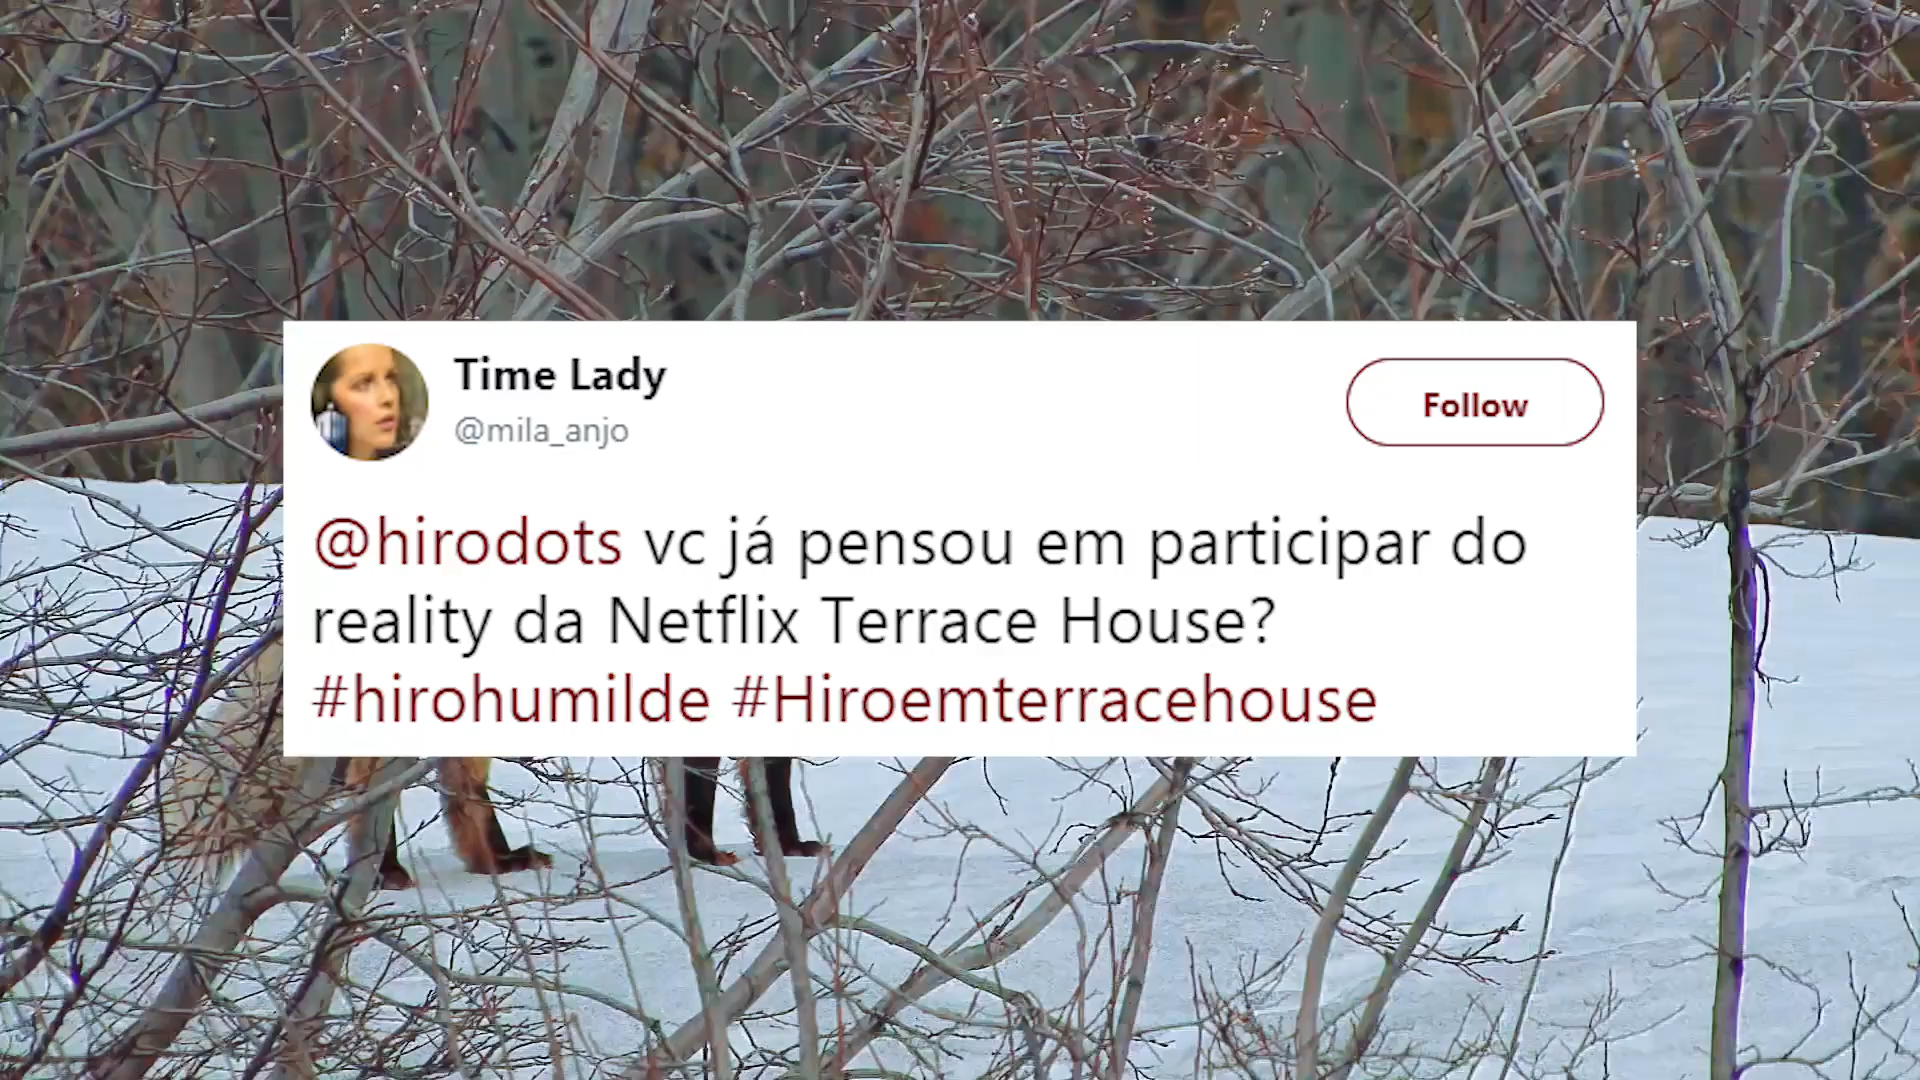 Time Lady
@mila_anjo
Follow
@hirodots vc já pensou em participar do
reality da Netflix Terrace House?
#hirohumilde #Hiroemterracehouse